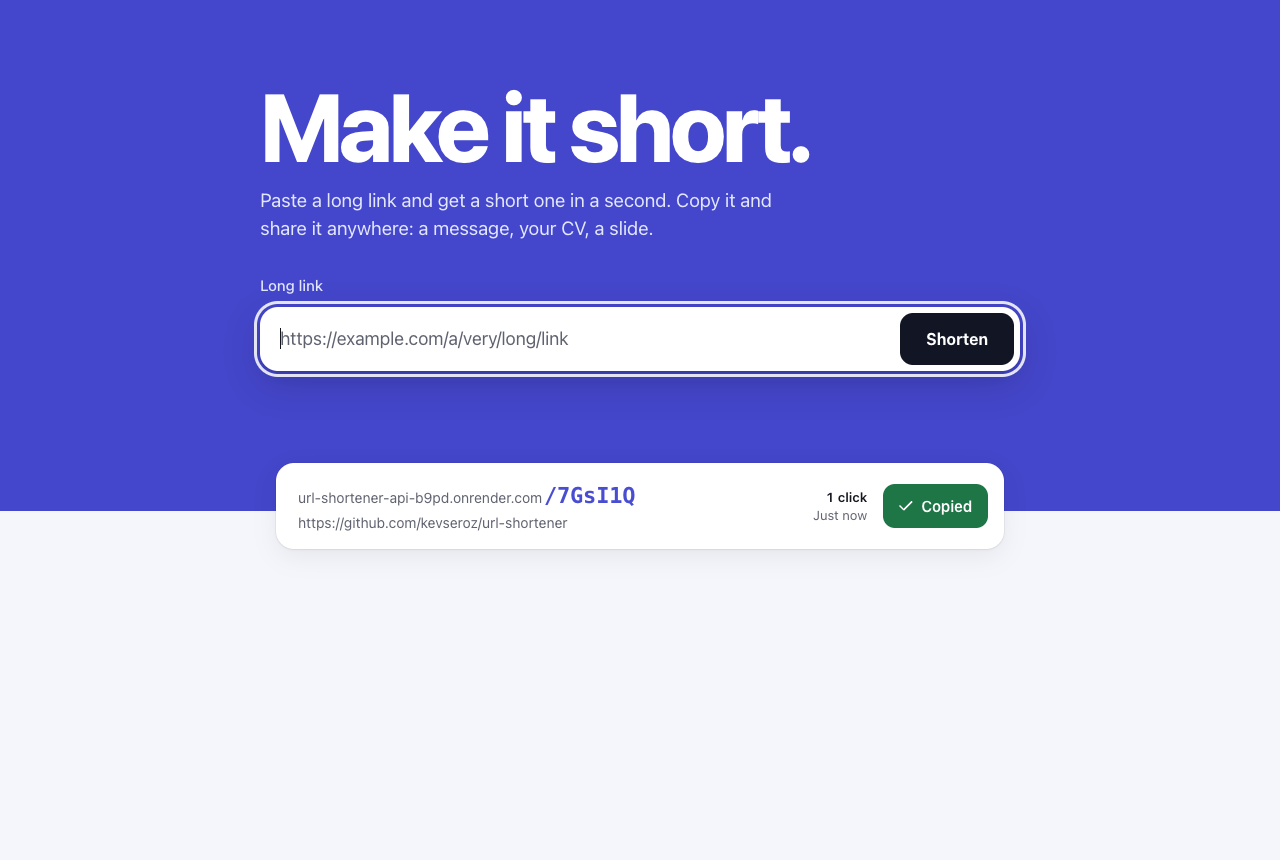 Make it short.
Paste a long link and get a short one in a second. Copy it and
share it anywhere: a message, your CV, a slide.
Long link
https://example.com/a/very/long/link
Shorten
url-shortener-api-b9pd.onrender.com /7GsI1Q
https://github.com/kevseroz/url-shortener
1 click
Just now
Copied